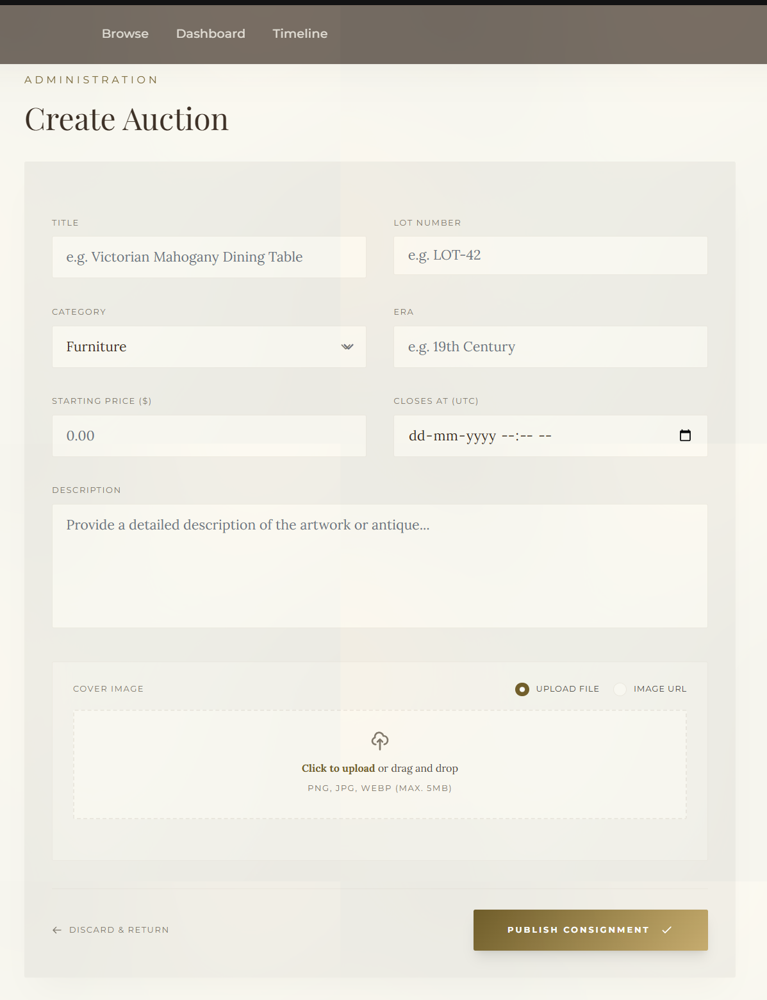 Browse Dashboard Timeline
ADMINISTRATION
Create Auction
TITLE
e.g. Victorian Mahogany Dining Table
LOT NUMBER
e.g. LOT-42
CATEGORY
Furniture
ERA
e.g. 19th Century
STARTING PRICE ($)
0.00
CLOSES AT (UTC)
dd-mm-yyyy --:-- --
DESCRIPTION
Provide a detailed description of the artwork or antique...
COVER IMAGE
UPLOAD FILE
IMAGE URL
Click to upload or drag and drop
PNG, JPG, WEBP (MAX. 5MB)
DISCARD & RETURN
PUBLISH CONSIGNMENT